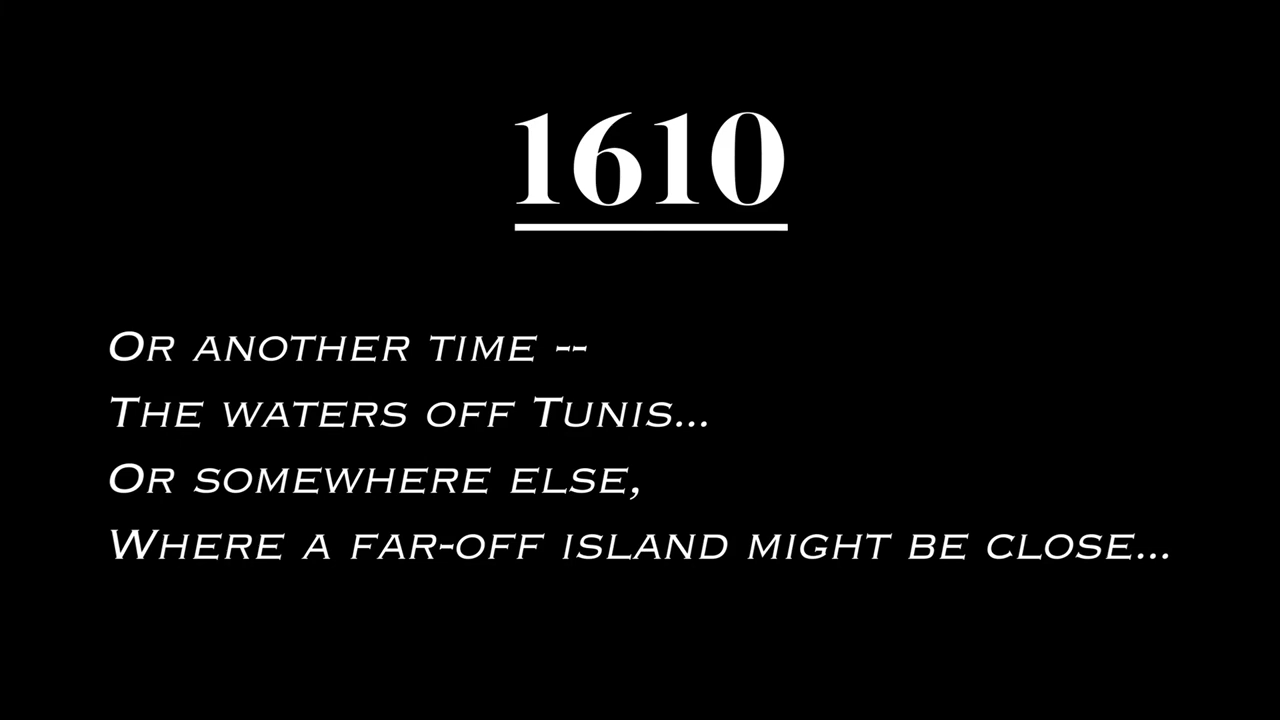 1610
Or another time --
The waters off Tunis...
Or somewhere else,
Where a far-off island might be close...